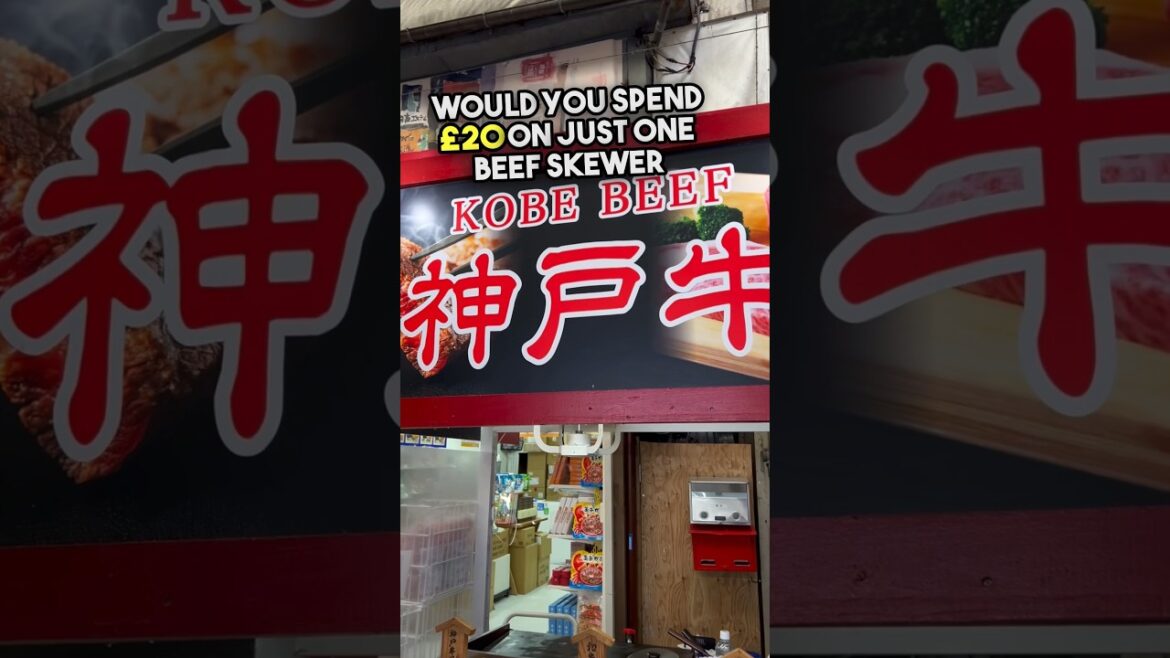 WOULD YOU SPEND
£20 ON JUST ONE
BEEF SKEWER
KOBE BEEF
神戸牛